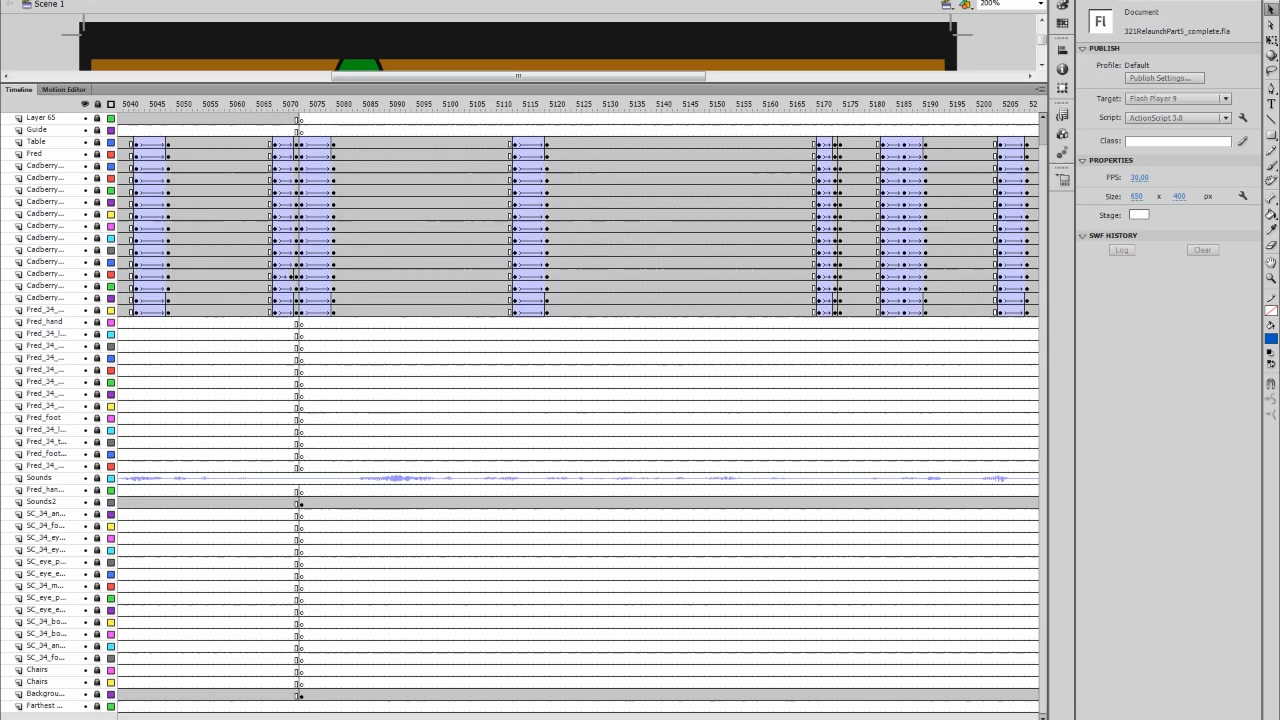 Scene 1
200%
Timeline
Motion Editor
5040 5045 5050 5055 5060 5065 5070 5075 5080 5085 5090 5095 5100 5105 5110 5115 5120 5125 5130 5135 5140 5145 5150 5155 5160 5165 5170 5175 5180 5185 5190 5195 5200 5205 52
Layer 65
Guide
Table
Fred
Cadberry...
Cadberry...
Cadberry...
Cadberry...
Cadberry...
Cadberry...
Cadberry...
Cadberry...
Cadberry...
Cadberry...
Cadberry...
Cadberry...
Fred_34_...
Fred_hand
Fred_34_l...
Fred_34_...
Fred_34_...
Fred_34_...
Fred_34_...
Fred_34_...
Fred_34_...
Fred_foot
Fred_34_l...
Fred_34_t...
Fred_foot...
Fred_34_...
Sounds
Fred_han...
Sounds2
SC_34_an...
SC_34_fo...
SC_34_ey...
SC_34_ey...
SC_eye_p...
SC_eye_e...
SC_34_m...
SC_eye_p...
SC_eye_e...
SC_34_bo...
SC_34_bo...
SC_34_an...
SC_34_fo...
Chairs
Chairs
Backgrou...
Farthest ...
Fl
Document
321RelaunchPart5_complete.fla
PUBLISH
Profile: Default
Publish Settings...
Target: Flash Player 9
Script: ActionScript 3.0
Class:
PROPERTIES
FPS: 30.00
Size: 650 x 400 px
Stage:
SWF HISTORY
Log
Clear